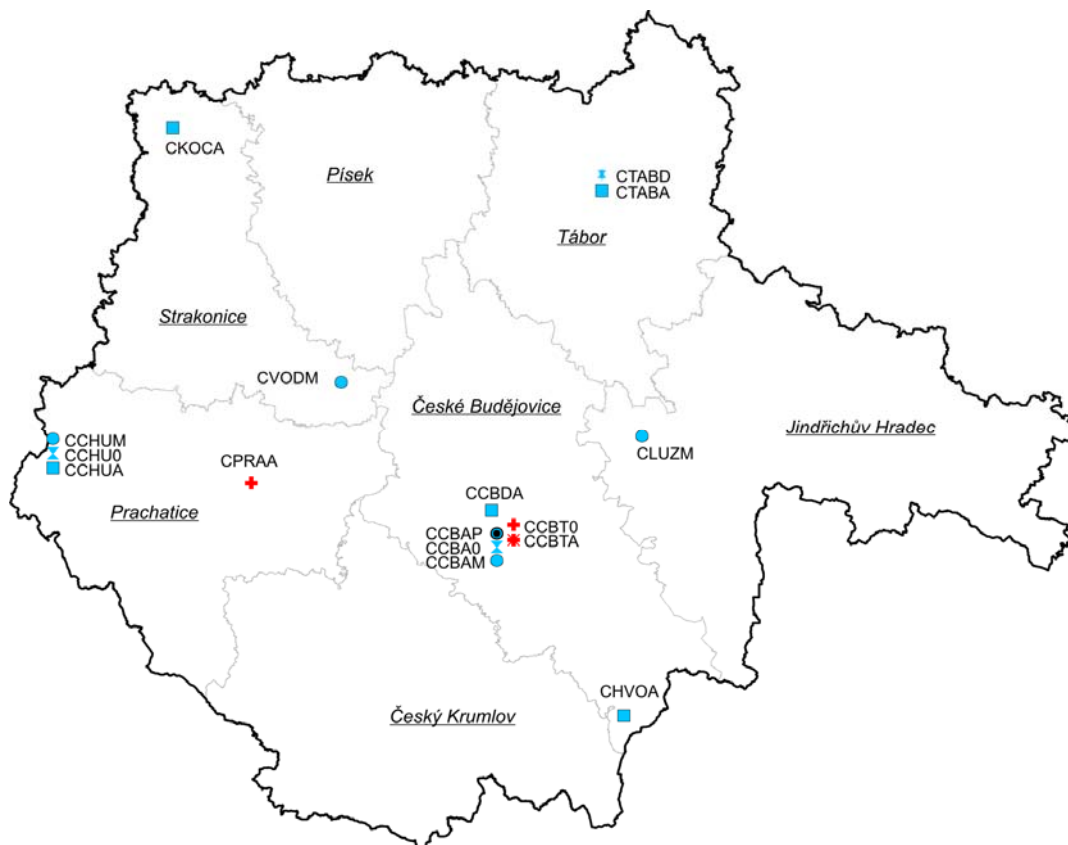 CKOCA
Písek
CTABD
CTABA
Tábor
Strakonice
CVODM
České Budějovice
Jindřichův Hradec
CCHUM
CCHU0
CCHUA
CPRAA
CLUZM
Prachatice
CCBDA
CCBAP
CCBT0
CCBA0
CCBTA
CCBAM
CHVOA
Český Krumlov